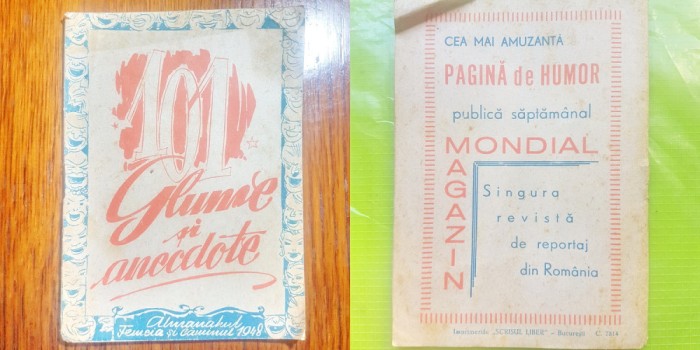 101
Glume
și
anecdote
Almanahul
Femeia și Căminul 1948
CEA MAI AMUZANTĂ
PAGINĂ de HUMOR
publică săptămânal
MONDIAL
MAGAZIN
Singura
revistă
de reportaj
din România
"SCRISUL LIBER" – București C. 7814